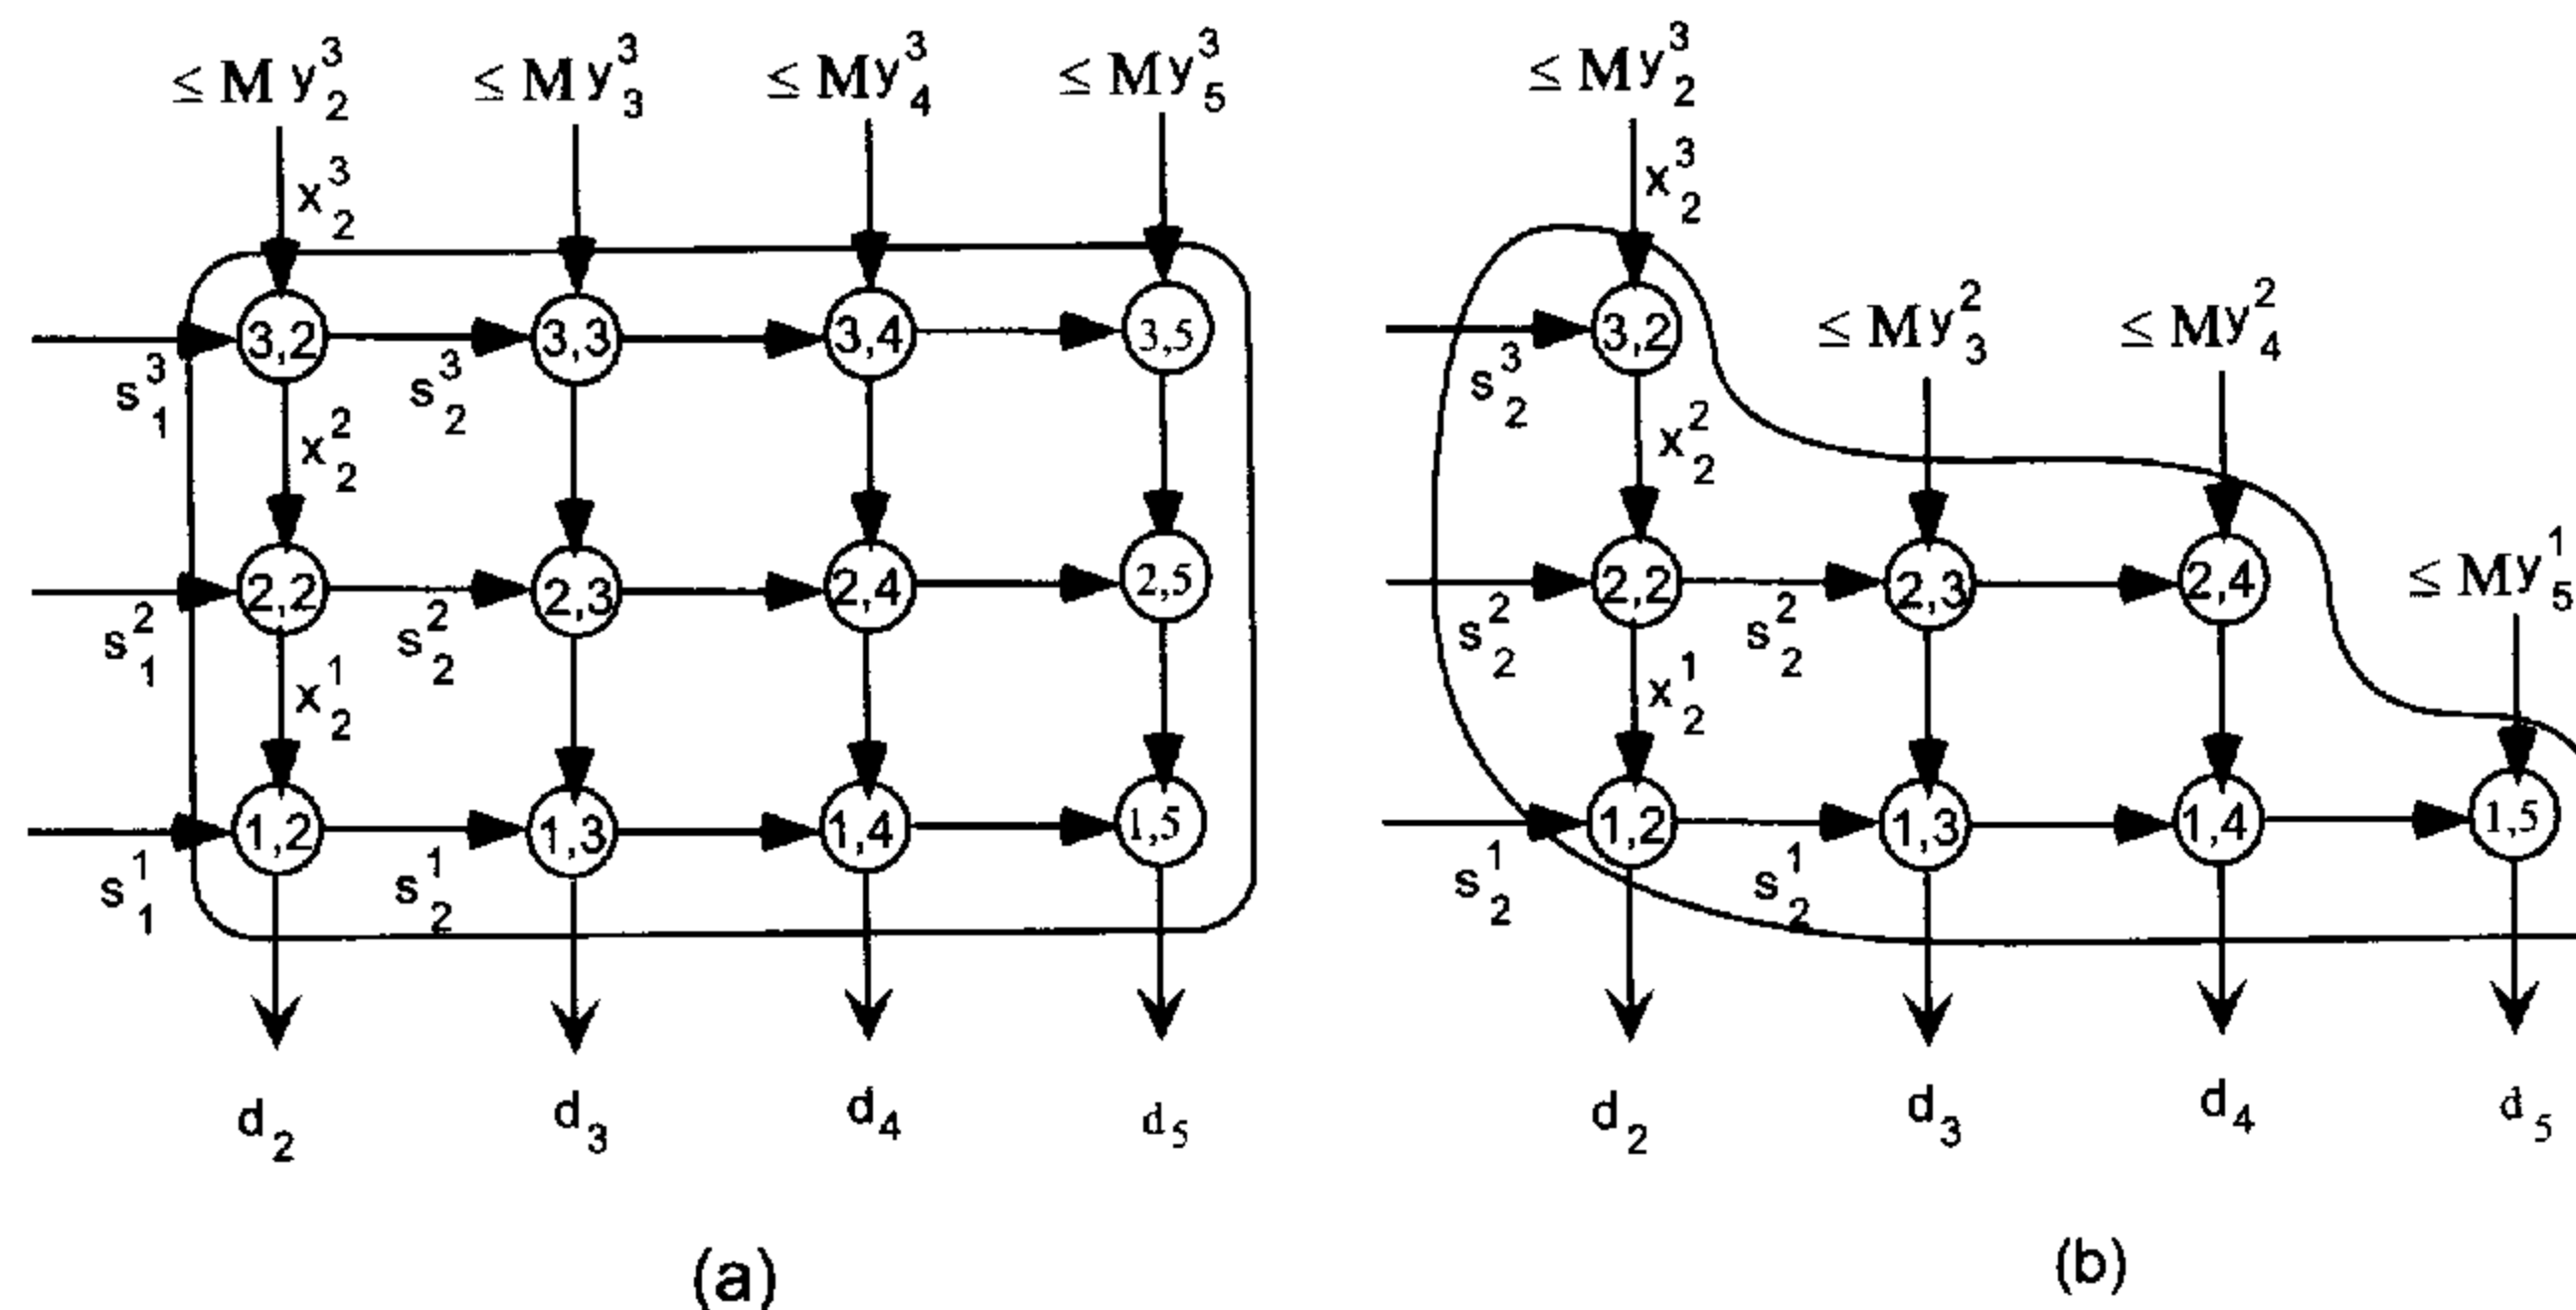 ≤ M y_2^3 ≤ M y_3^3 ≤ M y_4^3 ≤ M y_5^3
x_2^3
3,2 3,3 3,4 3,5
s_1^3 s_2^3
x_2^2
2,2 2,3 2,4 2,5
s_1^2 s_2^2
x_2^1
1,2 1,3 1,4 1,5
s_1^1 s_2^1
d_2 d_3 d_4 d_5
(a)
≤ M y_2^3
x_2^3
≤ M y_3^2 ≤ M y_4^2
3,2
s_2^3
x_2^2
≤ M y_5^1
2,2 2,3 2,4
s_2^2 s_2^2
x_2^1
1,2 1,3 1,4 1,5
s_2^1 s_2^1
d_2 d_3 d_4 d_5
(b)